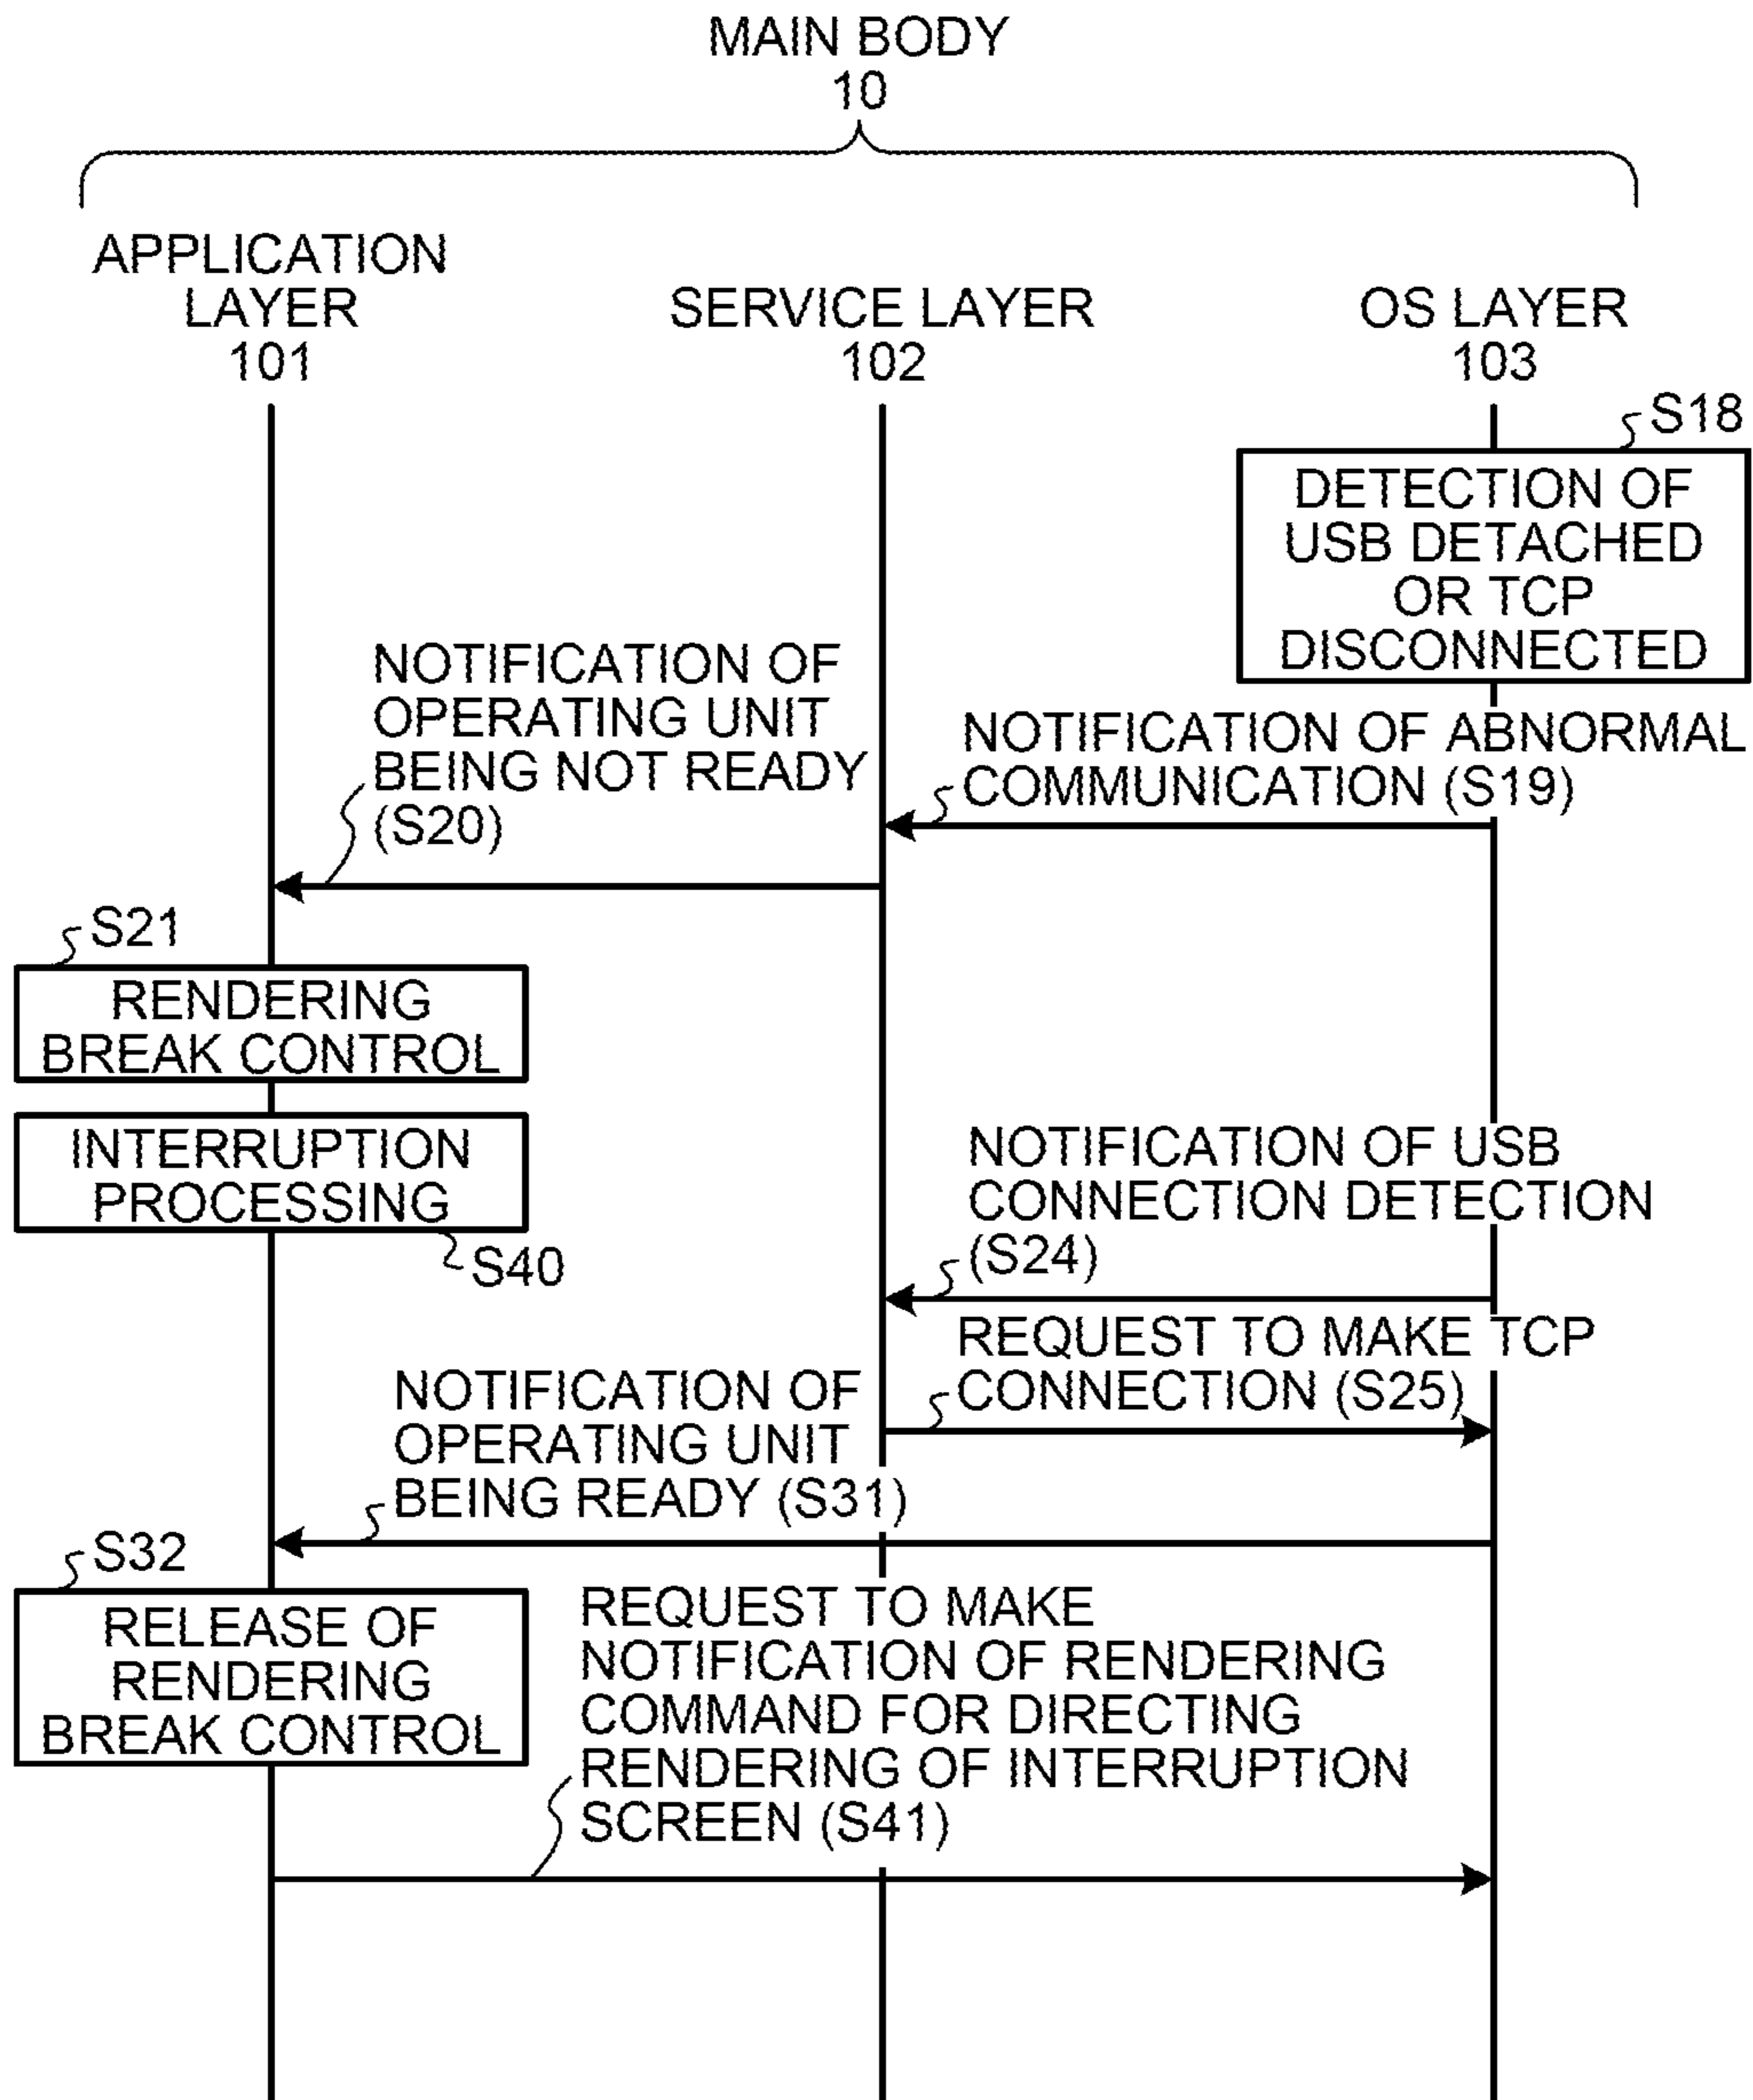 MAIN BODY
10
APPLICATION
LAYER
101
SERVICE LAYER
102
OS LAYER
103
S18
DETECTION OF
USB DETACHED
OR TCP
DISCONNECTED
NOTIFICATION OF ABNORMAL
COMMUNICATION (S19)
NOTIFICATION OF
OPERATING UNIT
BEING NOT READY
(S20)
S21
RENDERING
BREAK CONTROL
INTERRUPTION
PROCESSING
S40
NOTIFICATION OF USB
CONNECTION DETECTION
(S24)
REQUEST TO MAKE TCP
CONNECTION (S25)
NOTIFICATION OF
OPERATING UNIT
BEING READY (S31)
S32
RELEASE OF
RENDERING
BREAK CONTROL
REQUEST TO MAKE
NOTIFICATION OF RENDERING
COMMAND FOR DIRECTING
RENDERING OF INTERRUPTION
SCREEN (S41)